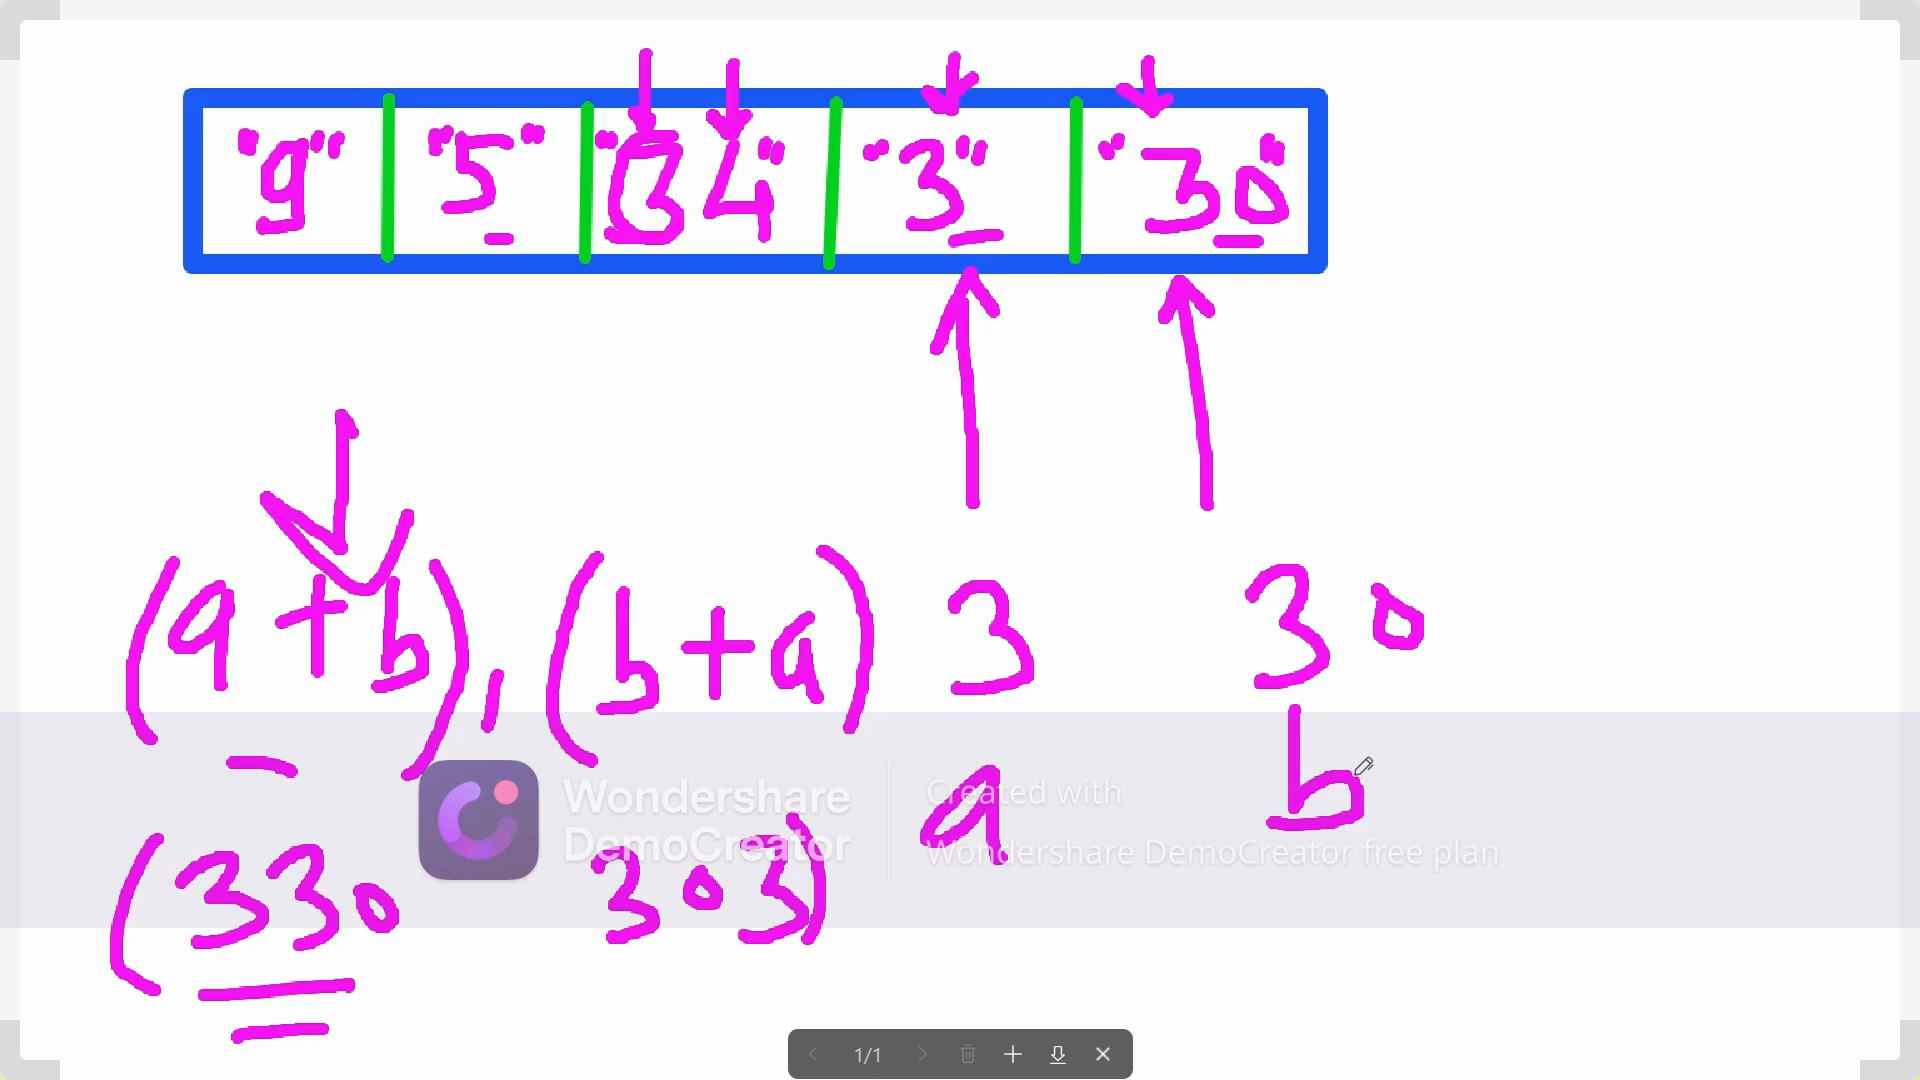 "9" "5" "34" "3" "30"
(a+b), (b+a) 3 30
a b
(330 303)
Wondershare DemoCreator
Created with
Wondershare DemoCreator free plan
1/1